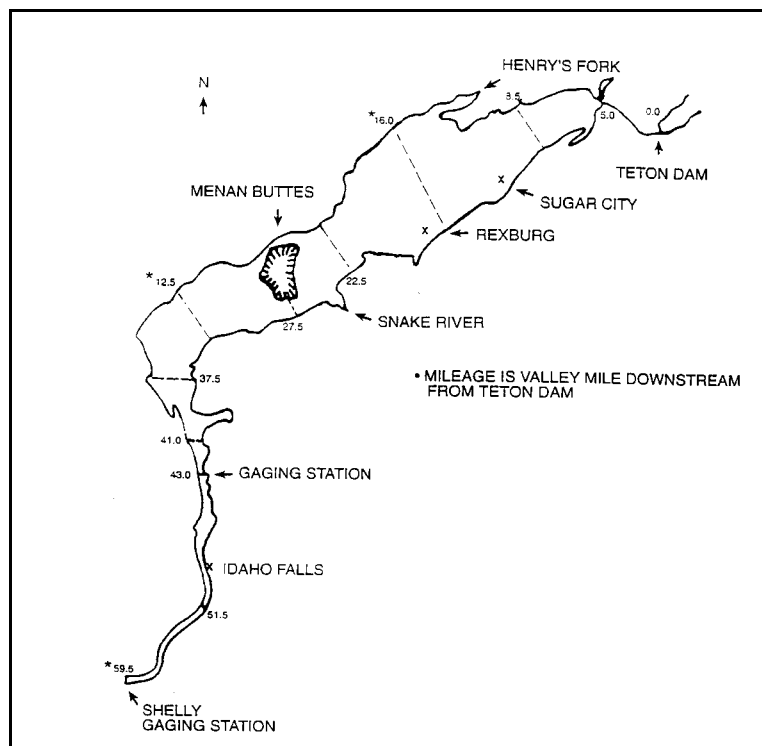 HENRY'S FORK
N
8.5
*16.0
0.0
5.0
TETON DAM
MENAN BUTTES
SUGAR CITY
REXBURG
*12.5
22.5
27.5
SNAKE RIVER
37.5
• MILEAGE IS VALLEY MILE DOWNSTREAM
FROM TETON DAM
41.0
43.0
GAGING STATION
IDAHO FALLS
51.5
*59.5
SHELLY
GAGING STATION